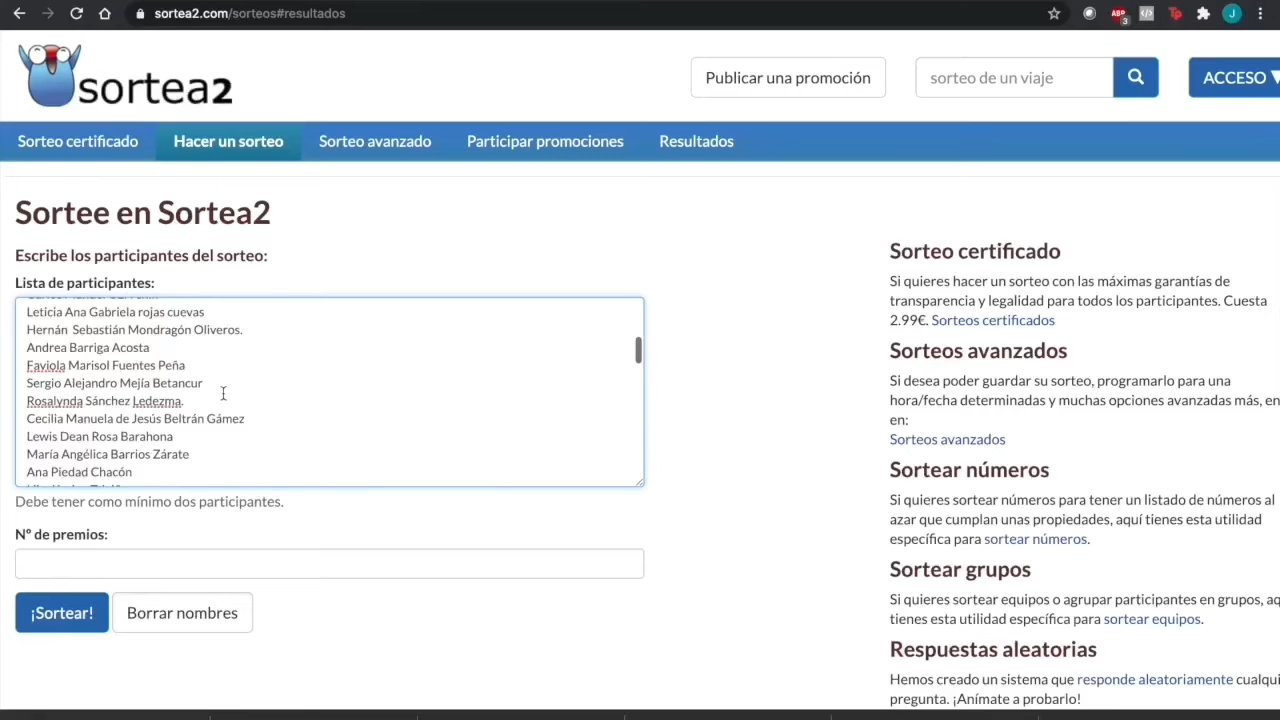 sortea2.com/sorteos#resultados
ABP
3
J
sortea2
Publicar una promoción
sorteo de un viaje
ACCESO
Sorteo certificado
Hacer un sorteo
Sorteo avanzado
Participar promociones
Resultados
Sortee en Sortea2
Escribe los participantes del sorteo:
Lista de participantes:
Leticia Ana Gabriela rojas cuevas
Hernán Sebastián Mondragón Oliveros.
Andrea Barriga Acosta
Faviola Marisol Fuentes Peña
Sergio Alejandro Mejía Betancur
Rosalynda Sánchez Ledezma.
Cecilia Manuela de Jesús Beltrán Gámez
Lewis Dean Rosa Barahona
María Angélica Barrios Zárate
Ana Piedad Chacón
Debe tener como mínimo dos participantes.
Nº de premios:
¡Sortear!
Borrar nombres
Sorteo certificado
Si quieres hacer un sorteo con las máximas garantías de
transparencia y legalidad para todos los participantes. Cuesta
2.99€. Sorteos certificados
Sorteos avanzados
Si desea poder guardar su sorteo, programarlo para una
hora/fecha determinadas y muchas opciones avanzadas más, en
en:
Sorteos avanzados
Sortear números
Si quieres sortear números para tener un listado de números al
azar que cumplan unas propiedades, aquí tienes esta utilidad
específica para sortear números.
Sortear grupos
Si quieres sortear equipos o agrupar participantes en grupos, aq
tienes esta utilidad específica para sortear equipos.
Respuestas aleatorias
Hemos creado un sistema que responde aleatoriamente cualqui
pregunta. ¡Anímate a probarlo!